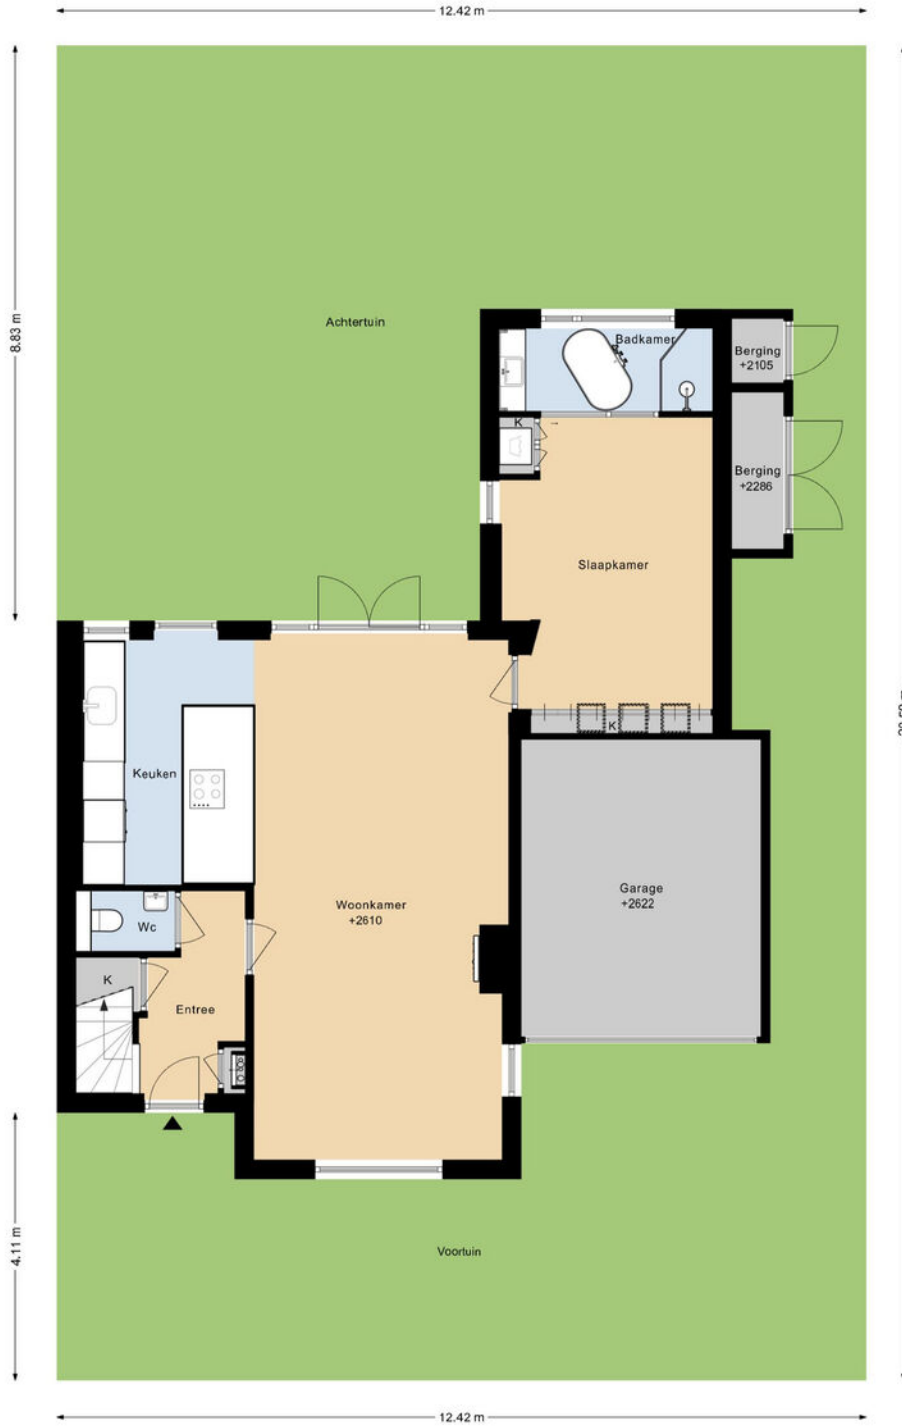 12.42 m
8.83 m
Achtertuin
Badkamer
Berging
+2105
K
Berging
+2286
Slaapkamer
K
Keuken
Garage
+2622
Woonkamer
+2610
Wc
K
Entree
4.11 m
Voortuin
12.42 m